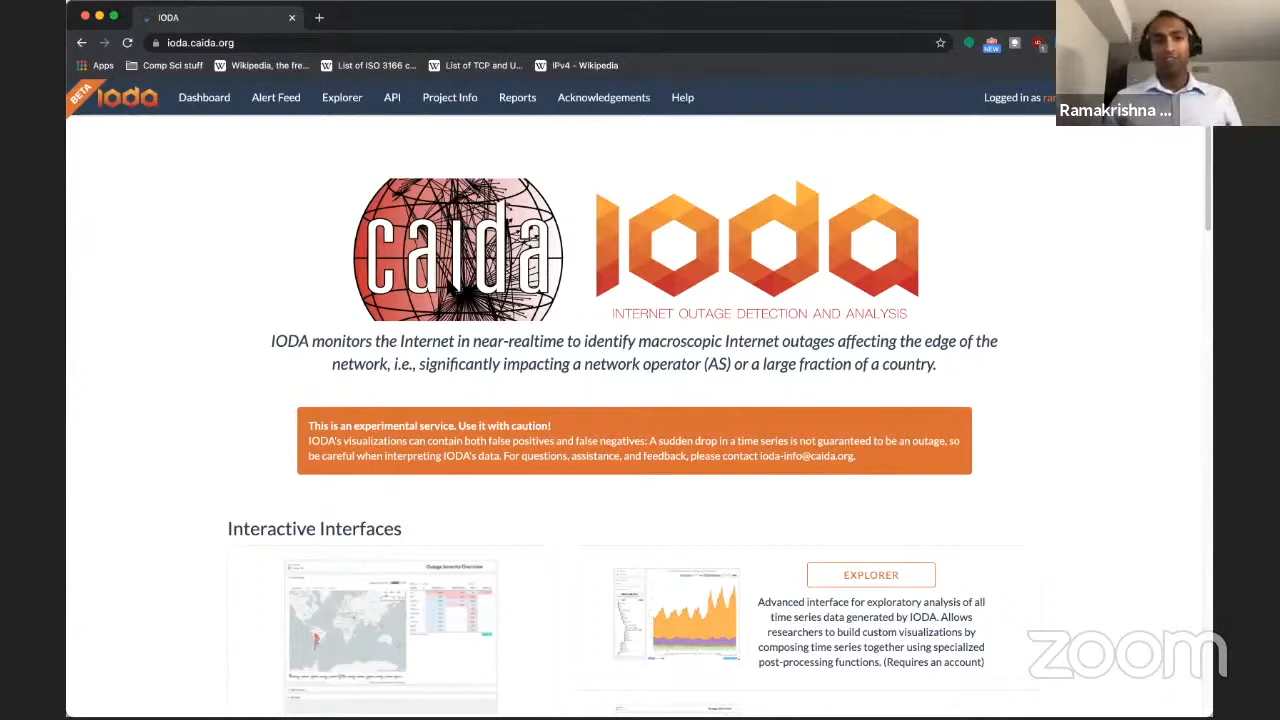 IODA
ioda.caida.org
NEW
Apps
Comp Sci stuff
Wikipedia, the fre...
List of ISO 3166 c...
List of TCP and U...
IPv4 - Wikipedia
BETA
ioda
Dashboard
Alert Feed
Explorer
API
Project Info
Reports
Acknowledgements
Help
Logged in as
Ramakrishna ...
caida
ioda
INTERNET OUTAGE DETECTION AND ANALYSIS
IODA monitors the Internet in near-realtime to identify macroscopic Internet outages affecting the edge of the
network, i.e., significantly impacting a network operator (AS) or a large fraction of a country.
This is an experimental service. Use it with caution!
IODA's visualizations can contain both false positives and false negatives: A sudden drop in a time series is not guaranteed to be an outage, so
be careful when interpreting IODA's data. For questions, assistance, and feedback, please contact ioda-info@caida.org.
Interactive Interfaces
Outage Severity Overview
EXPLORER
Advanced interface for exploratory analysis of all
time series data generated by IODA. Allows
researchers to build custom visualizations by
composing time series together using specialized
post-processing functions. (Requires an account)
zoom